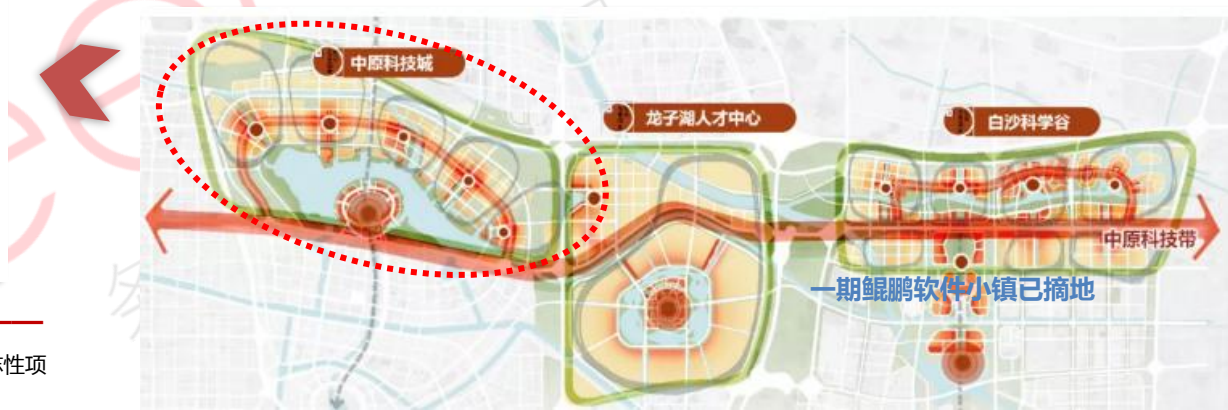 中原科技城
龙子湖人才中心
白沙科学谷
中原科技带
一期鲲鹏软件小镇已摘地
性项